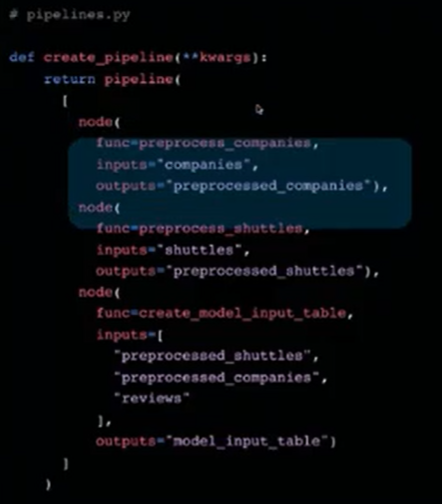 # pipelines.py
def create_pipeline(**kwargs):
    return pipeline(
        [
            node(
                func=preprocess_companies,
                inputs="companies",
                outputs="preprocessed_companies"),
            node(
                func=preprocess_shuttles,
                inputs="shuttles",
                outputs="preprocessed_shuttles"),
            node(
                func=create_model_input_table,
                inputs=[
                    "preprocessed_shuttles",
                    "preprocessed_companies",
                    "reviews"
                ],
                outputs="model_input_table")
        ]
    )